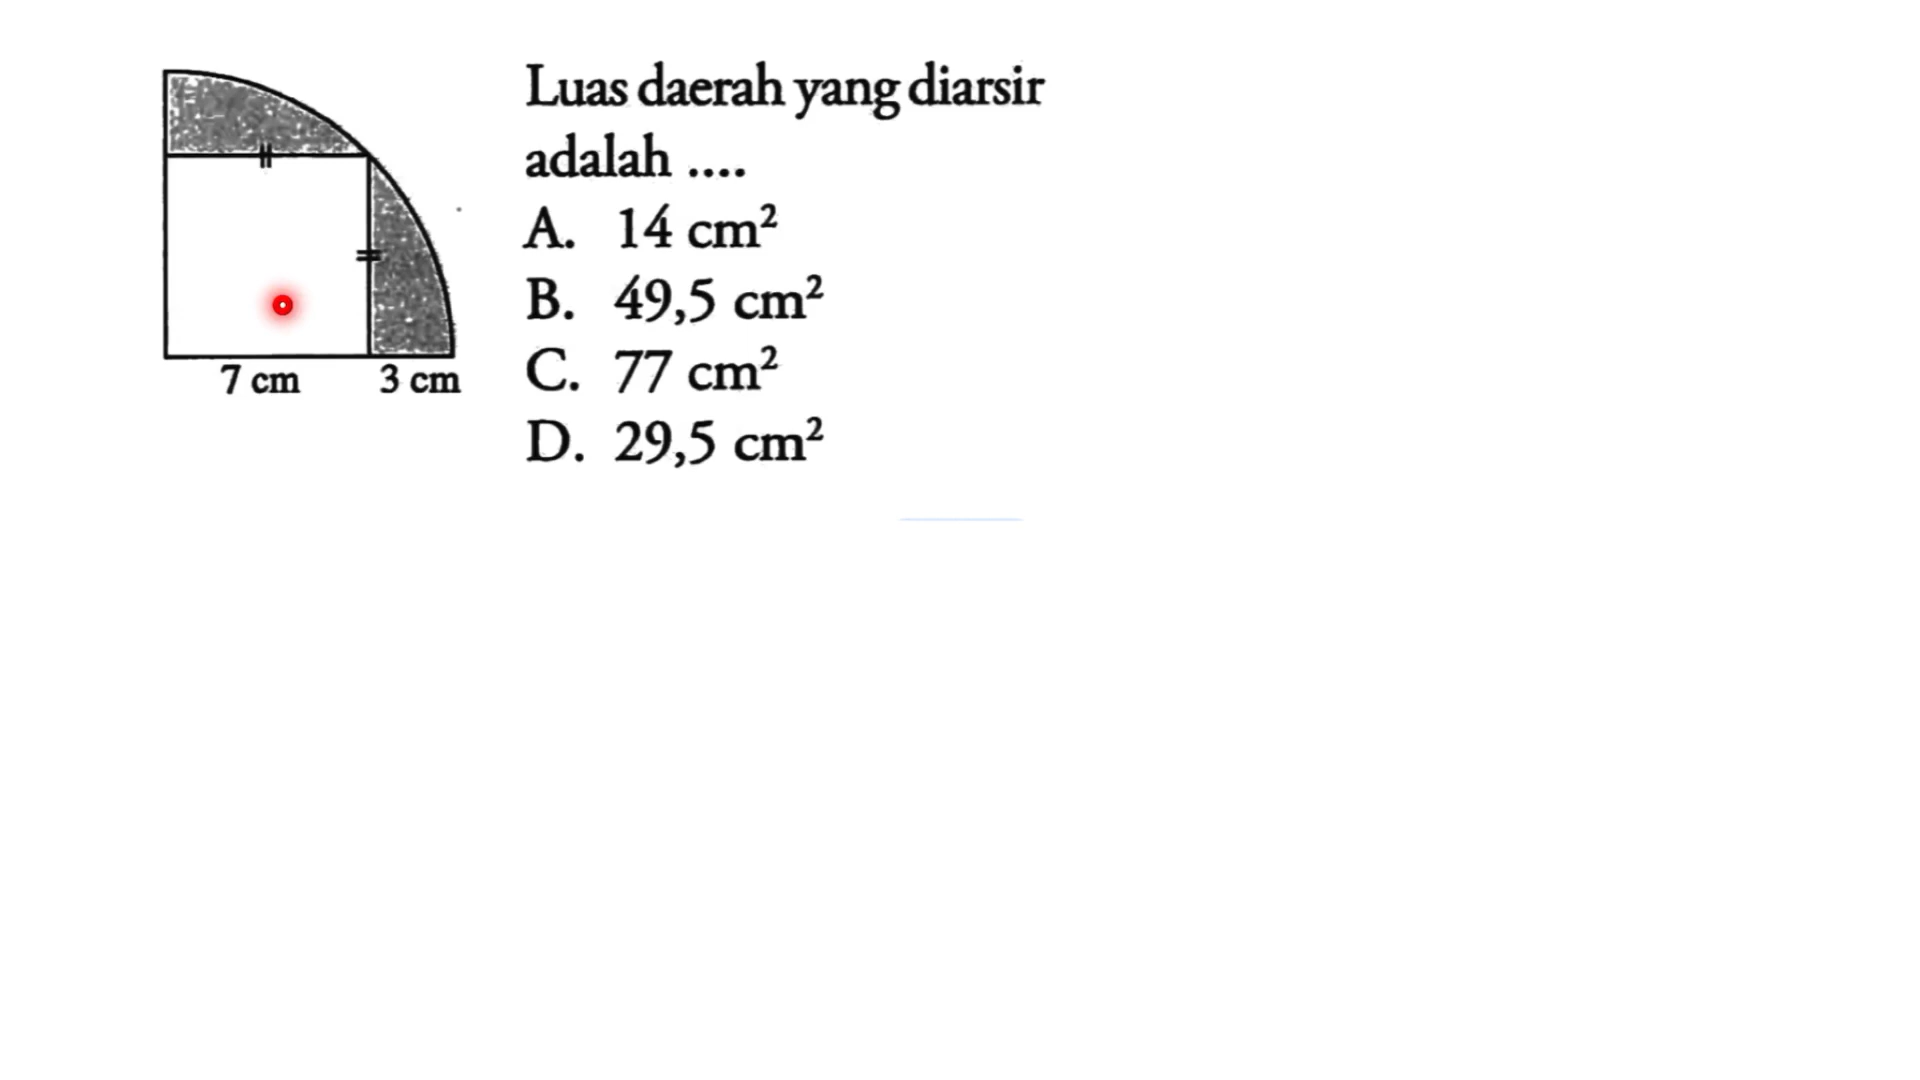 Luas daerah yang diarsir
adalah ....
A. 14 cm²
B. 49,5 cm²
C. 77 cm²
D. 29,5 cm²
7 cm
3 cm